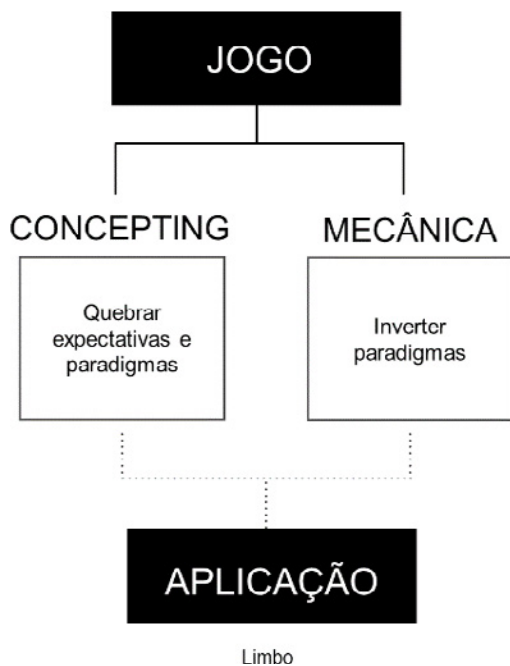 JOGO
CONCEPTING
MECÂNICA
Quebrar
expectativas e
paradigmas
Inverter
paradigmas
APLICAÇÃO
Limbo